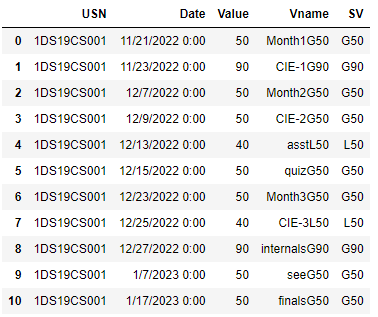 USN Date Value Vname SV
0 1DS19CS001 11/21/2022 0:00 50 Month1G50 G50
1 1DS19CS001 11/23/2022 0:00 90 CIE-1G90 G90
2 1DS19CS001 12/7/2022 0:00 50 Month2G50 G50
3 1DS19CS001 12/9/2022 0:00 50 CIE-2G50 G50
4 1DS19CS001 12/13/2022 0:00 40 asstL50 L50
5 1DS19CS001 12/15/2022 0:00 50 quizG50 G50
6 1DS19CS001 12/23/2022 0:00 50 Month3G50 G50
7 1DS19CS001 12/25/2022 0:00 40 CIE-3L50 L50
8 1DS19CS001 12/27/2022 0:00 90 internalsG90 G90
9 1DS19CS001 1/7/2023 0:00 50 seeG50 G50
10 1DS19CS001 1/17/2023 0:00 50 finalsG50 G50